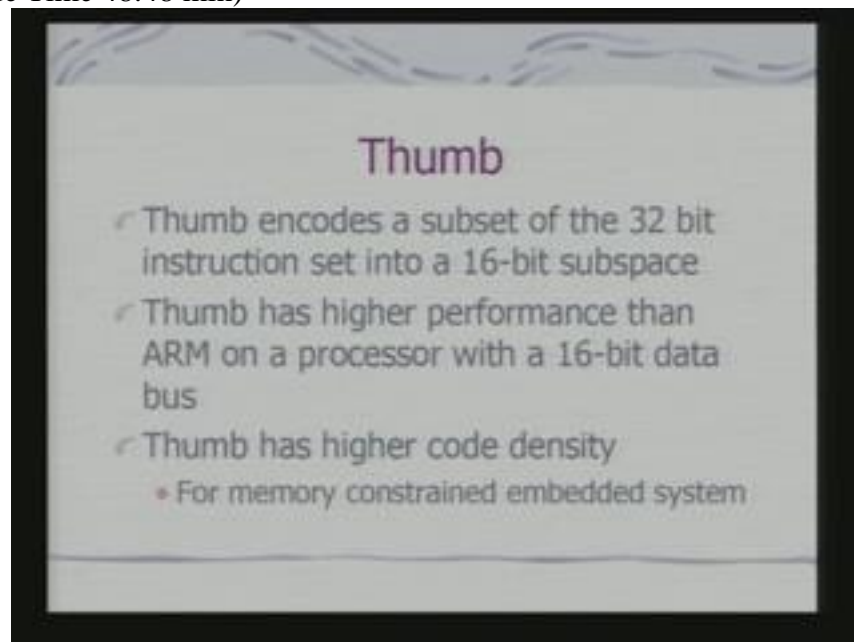 Thumb
Thumb encodes a subset of the 32 bit
instruction set into a 16-bit subspace
Thumb has higher performance than
ARM on a processor with a 16-bit data
bus
Thumb has higher code density
• For memory constrained embedded system